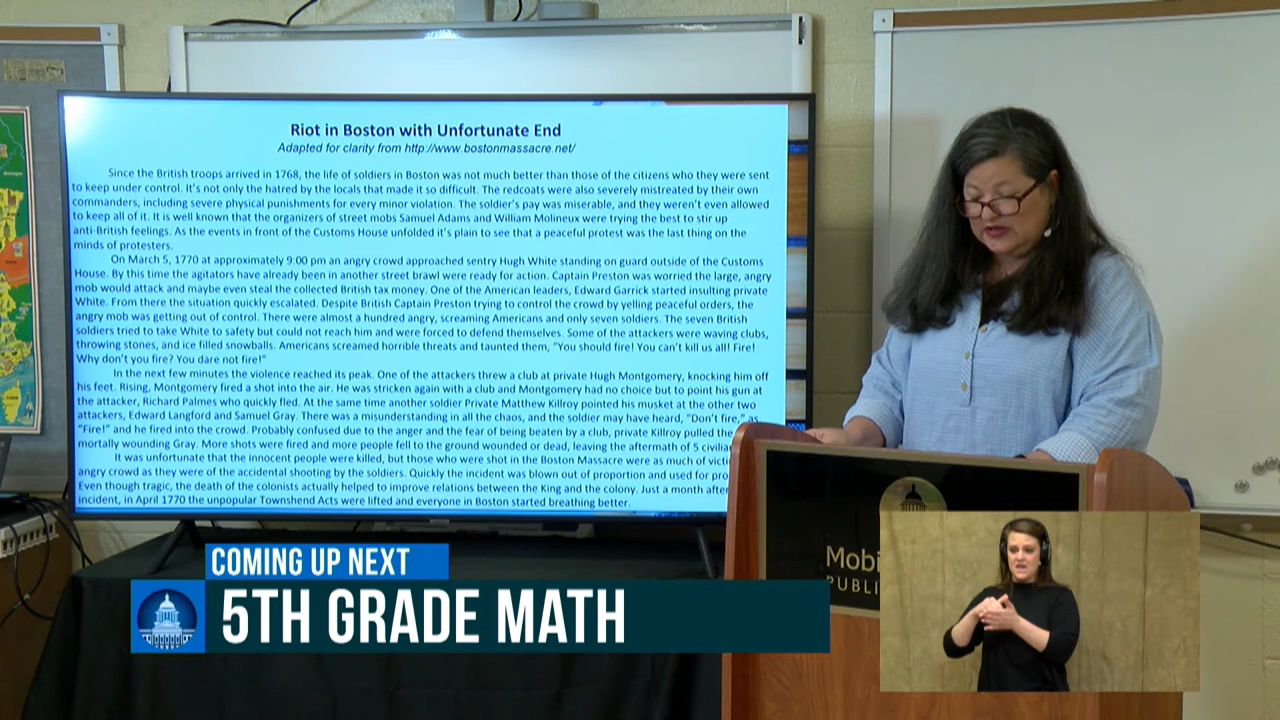 Riot in Boston with Unfortunate End
Adapted for clarity from http://www.bostonmassacre.net/
Since the British troops arrived in 1768, the life of soldiers in Boston was not much better than those of the citizens who they were sent
to keep under control. It's not only the hatred by the locals that made it so difficult. The redcoats were also severely mistreated by their own
commanders, including severe physical punishments for every minor violation. The soldier's pay was miserable, and they weren't even allowed
to keep all of it. It is well known that the organizers of street mobs Samuel Adams and William Molineux were trying the best to stir up
anti-British feelings. As the events in front of the Customs House unfolded it's plain to see that a peaceful protest was the last thing on the
minds of protesters.
On March 5, 1770 at approximately 9:00 pm an angry crowd approached sentry Hugh White standing on guard outside of the Customs
House. By this time the agitators have already been in another street brawl were ready for action. Captain Preston was worried the large, angry
mob would attack and maybe even steal the collected British tax money. One of the American leaders, Edward Garrick started insulting private
White. From there the situation quickly escalated. Despite British Captain Preston trying to control the crowd by yelling peaceful orders, the
angry mob was getting out of control. There were almost a hundred angry, screaming Americans and only seven soldiers. The seven British
soldiers tried to take White to safety but could not reach him and were forced to defend themselves. Some of the attackers were waving clubs,
throwing stones, and ice filled snowballs. Americans screamed horrible threats and taunted them, "You should fire! You can't kill us all! Fire!
Why don't you fire? You dare not fire!"
In the next few minutes the violence reached its peak. One of the attackers threw a club at private Hugh Montgomery, knocking him off
his feet. Rising, Montgomery fired a shot into the air. He was stricken again with a club and Montgomery had no choice but to point his gun at
the attacker, Richard Palmes who quickly fled. At the same time another soldier Private Matthew Killroy pointed his musket at the other two
attackers, Edward Langford and Samuel Gray. There was a misunderstanding in all the chaos, and the soldier may have heard, "Don't fire," as
"Fire!" and he fired into the crowd. Probably confused due to the anger and the fear of being beaten by a club, private Killroy pulled the
mortally wounding Gray. More shots were fired and more people fell to the ground wounded or dead, leaving the aftermath of 5 civilia
It was unfortunate that the innocent people were killed, but those who were shot in the Boston Massacre were as much of victi
angry crowd as they were of the accidental shooting by the soldiers. Quickly the incident was blown out of proportion and used for pro
Even though tragic, the death of the colonists actually helped to improve relations between the King and the colony. Just a month after
incident, in April 1770 the unpopular Townshend Acts were lifted and everyone in Boston started breathing better.
Mobi
PUBLI
COMING UP NEXT
5TH GRADE MATH